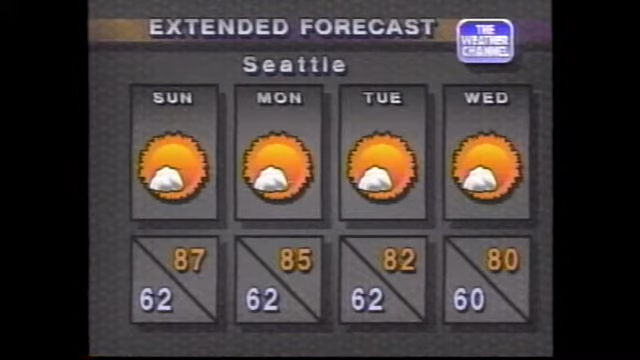 EXTENDED FORECAST
THE
WEATHER
CHANNEL
Seattle
SUN MON TUE WED
87 85 82 80
62 62 62 60